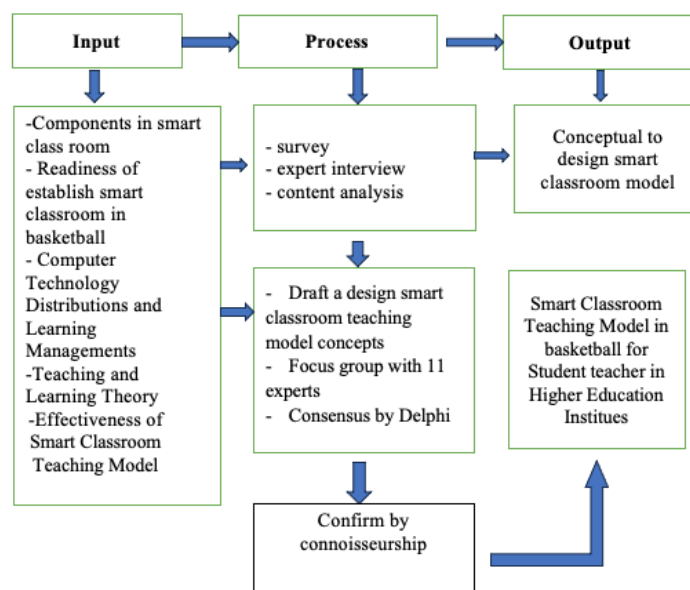 Input
Process
Output
-Components in smart
class room
- Readiness of
establish smart
classroom in
basketball
- Computer
Technology
Distributions and
Learning
Managements
-Teaching and
Learning Theory
-Effectiveness of
Smart Classroom
Teaching Model
- survey
- expert interview
- content analysis
Conceptual to
design smart
classroom model
- Draft a design smart
classroom teaching
model concepts
- Focus group with 11
experts
- Consensus by Delphi
Smart Classroom
Teaching Model in
basketball for
Student teacher in
Higher Education
Institues
Confirm by
connoisseurship